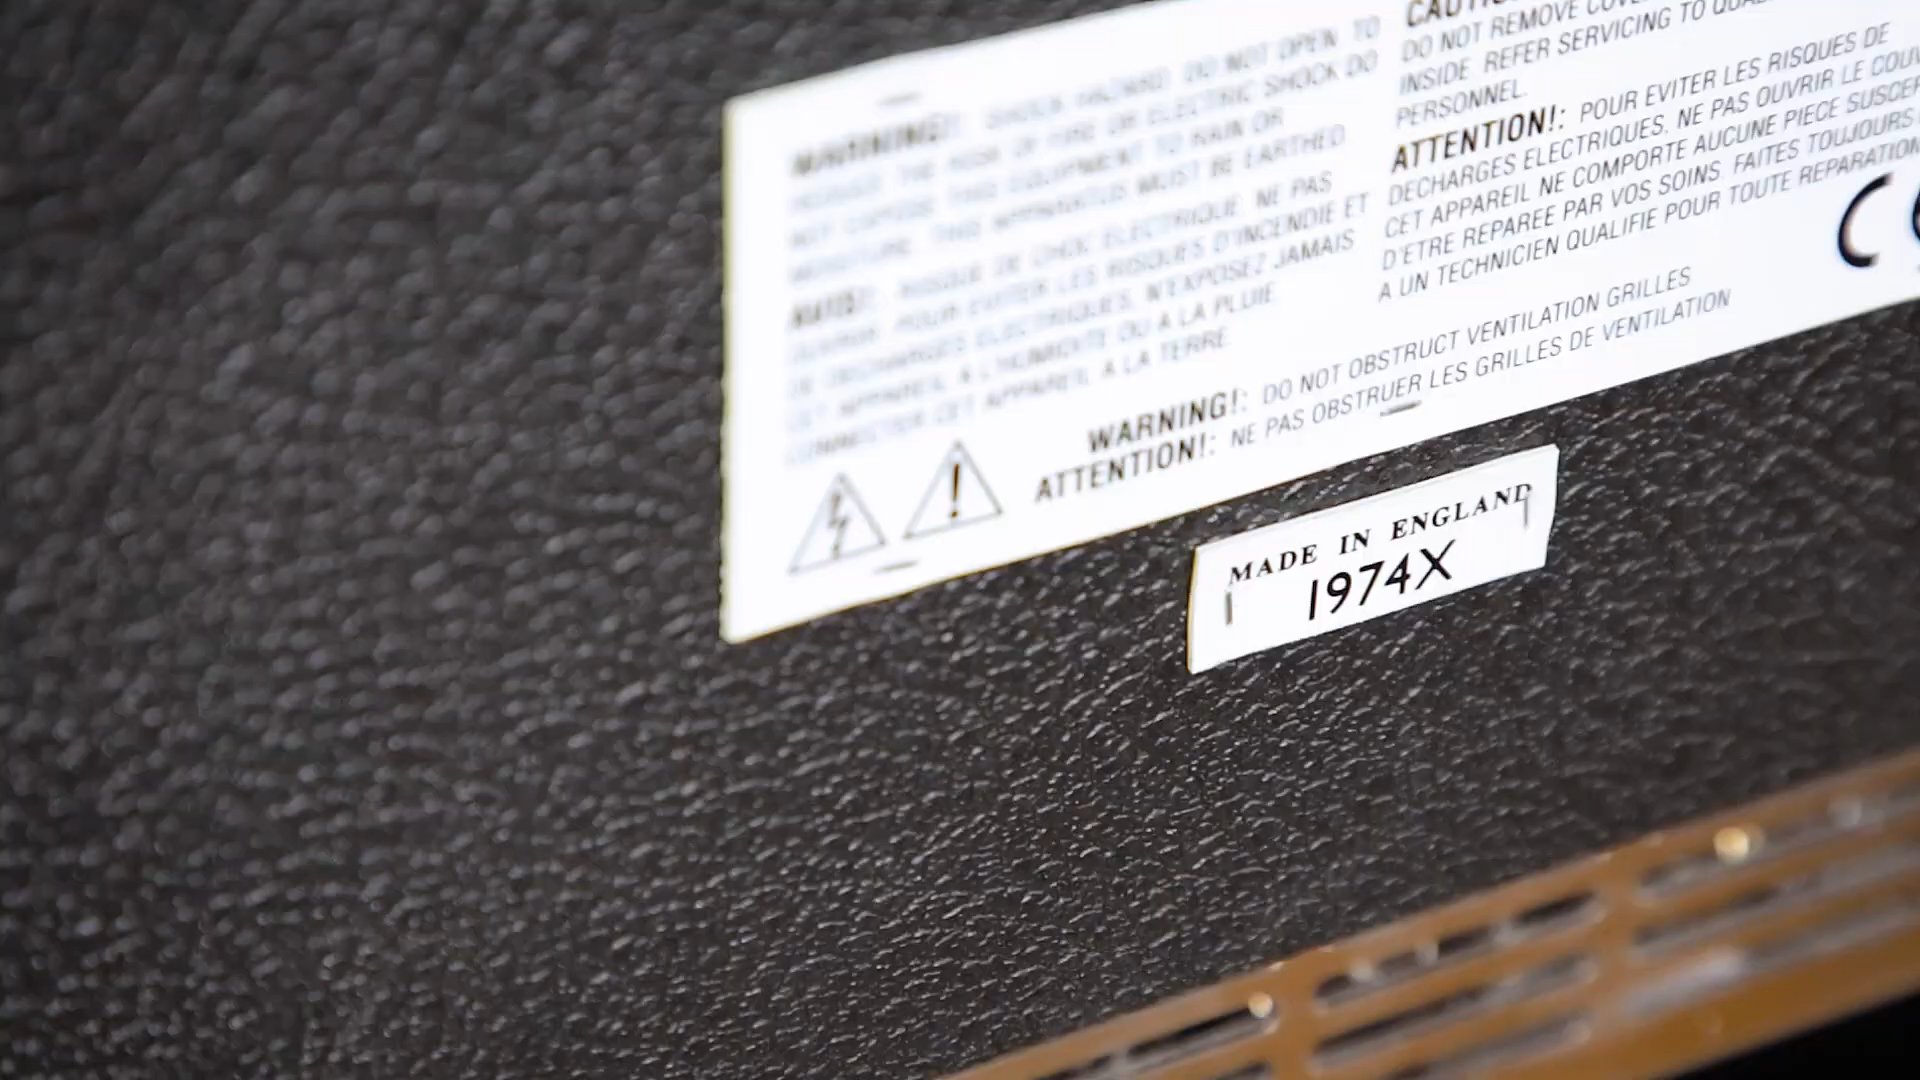 WARNING!: SHOCK HAZARD DO NOT OPEN TO
REDUCE THE RISK OF FIRE OR ELECTRIC SHOCK DO
NOT EXPOSE THIS EQUIPMENT TO RAIN OR
MOISTURE. THIS APPARATUS MUST BE EARTHED
AVIS!: RISQUE DE CHOC ELECTRIQUE. NE PAS
OUVRIR. POUR EVITER LES RISQUES D'INCENDIE ET
DE DECHARGES ELECTRIQUES, N'EXPOSEZ JAMAIS
CET APPAREIL A L'HUMIDITE OU A LA PLUIE.
CONNECTER CET APPAREIL A LA TERRE
DO NOT REMOVE
INSIDE. REFER SERVICING TO
PERSONNEL.
ATTENTION!: POUR EVITER LES RISQUES DE
DECHARGES ELECTRIQUES, NE PAS OUVRIR LE
CET APPAREIL NE COMPORTE AUCUNE PIECE
D'ETRE REPAREE PAR VOS SOINS. FAITES TOUJOURS
A UN TECHNICIEN QUALIFIE POUR TOUTE REPARATION
CE
WARNING!: DO NOT OBSTRUCT VENTILATION GRILLES
ATTENTION!: NE PAS OBSTRUER LES GRILLES DE VENTILATION
MADE IN ENGLAND
1974X